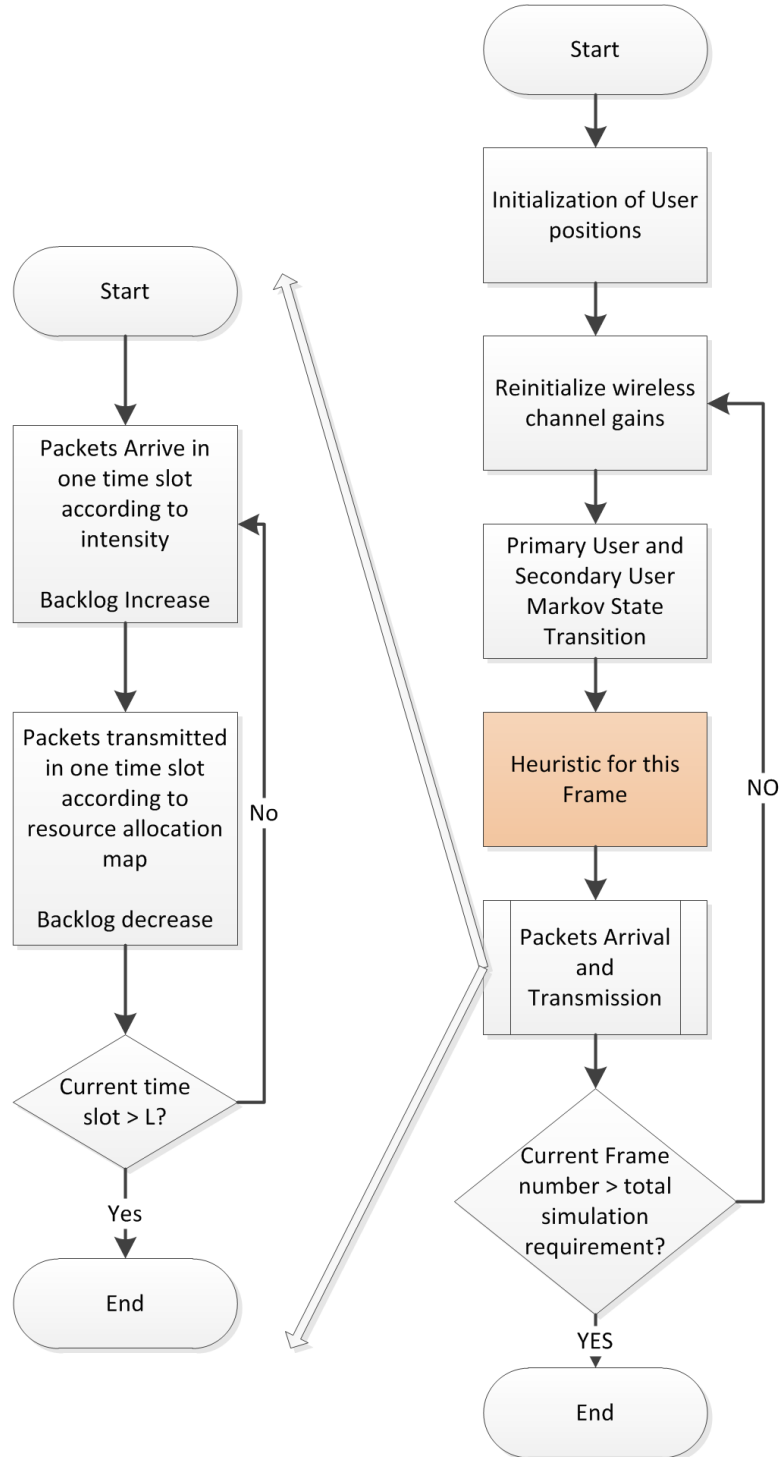 Start
Packets Arrive in
one time slot
according to
intensity
Backlog Increase
Packets transmitted
in one time slot
according to
resource allocation
map
Backlog decrease
No
Current time
slot > L?
Yes
End
Start
Initialization of User
positions
Reinitialize wireless
channel gains
Primary User and
Secondary User
Markov State
Transition
Heuristic for this
Frame
NO
Packets Arrival
and
Transmission
Current Frame
number > total
simulation
requirement?
YES
End